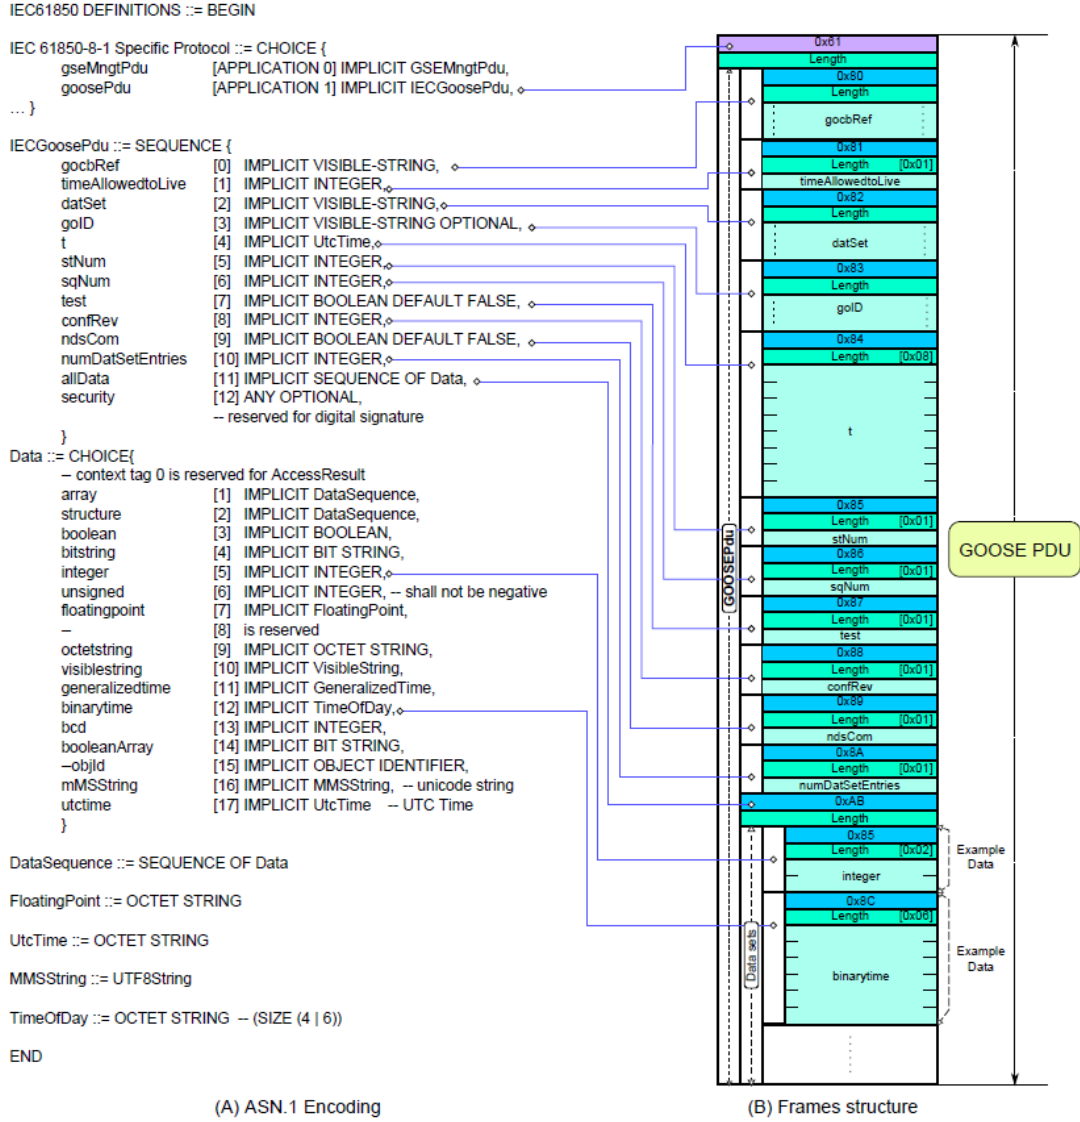 IEC61850 DEFINITIONS ::= BEGIN
IEC 61850-8-1 Specific Protocol ::= CHOICE {
gseMngtPdu [APPLICATION 0] IMPLICIT GSEMngtPdu,
goosePdu [APPLICATION 1] IMPLICIT IECGoosePdu,
... }
IECGoosePdu ::= SEQUENCE {
gocbRef [0] IMPLICIT VISIBLE-STRING,
timeAllowedtoLive [1] IMPLICIT INTEGER,
datSet [2] IMPLICIT VISIBLE-STRING,
goID [3] IMPLICIT VISIBLE-STRING OPTIONAL,
t [4] IMPLICIT UtcTime,
stNum [5] IMPLICIT INTEGER,
sqNum [6] IMPLICIT INTEGER,
test [7] IMPLICIT BOOLEAN DEFAULT FALSE,
confRev [8] IMPLICIT INTEGER,
ndsCom [9] IMPLICIT BOOLEAN DEFAULT FALSE,
numDatSetEntries [10] IMPLICIT INTEGER,
allData [11] IMPLICIT SEQUENCE OF Data,
security [12] ANY OPTIONAL,
-- reserved for digital signature
}
Data ::= CHOICE{
– context tag 0 is reserved for AccessResult
array [1] IMPLICIT DataSequence,
structure [2] IMPLICIT DataSequence,
boolean [3] IMPLICIT BOOLEAN,
bitstring [4] IMPLICIT BIT STRING,
integer [5] IMPLICIT INTEGER,
unsigned [6] IMPLICIT INTEGER, -- shall not be negative
floatingpoint [7] IMPLICIT FloatingPoint,
– [8] is reserved
octetstring [9] IMPLICIT OCTET STRING,
visiblestring [10] IMPLICIT VisibleString,
generalizedtime [11] IMPLICIT GeneralizedTime,
binarytime [12] IMPLICIT TimeOfDay,
bcd [13] IMPLICIT INTEGER,
booleanArray [14] IMPLICIT BIT STRING,
–objId [15] IMPLICIT OBJECT IDENTIFIER,
mMSString [16] IMPLICIT MMSString, -- unicode string
utctime [17] IMPLICIT UtcTime -- UTC Time
}
DataSequence ::= SEQUENCE OF Data
FloatingPoint ::= OCTET STRING
UtcTime ::= OCTET STRING
MMSString ::= UTF8String
TimeOfDay ::= OCTET STRING -- (SIZE (4 | 6))
END
(A) ASN.1 Encoding
0x61
Length
0x80
Length
gocbRef
0x81
Length [0x01]
timeAllowedtoLive
0x82
Length
datSet
0x83
Length
goID
0x84
Length [0x08]
t
0x85
Length [0x01]
stNum
0x86
Length [0x01]
sqNum
0x87
Length [0x01]
test
0x88
Length [0x01]
confRev
0x89
Length [0x01]
ndsCom
0x8A
Length [0x01]
numDatSetEntries
0xAB
Length
0x85
Length [0x02]
integer
0x8C
Length [0x06]
binarytime
GOOSEPdu
Data sets
Example
Data
Example
Data
GOOSE PDU
(B) Frames structure